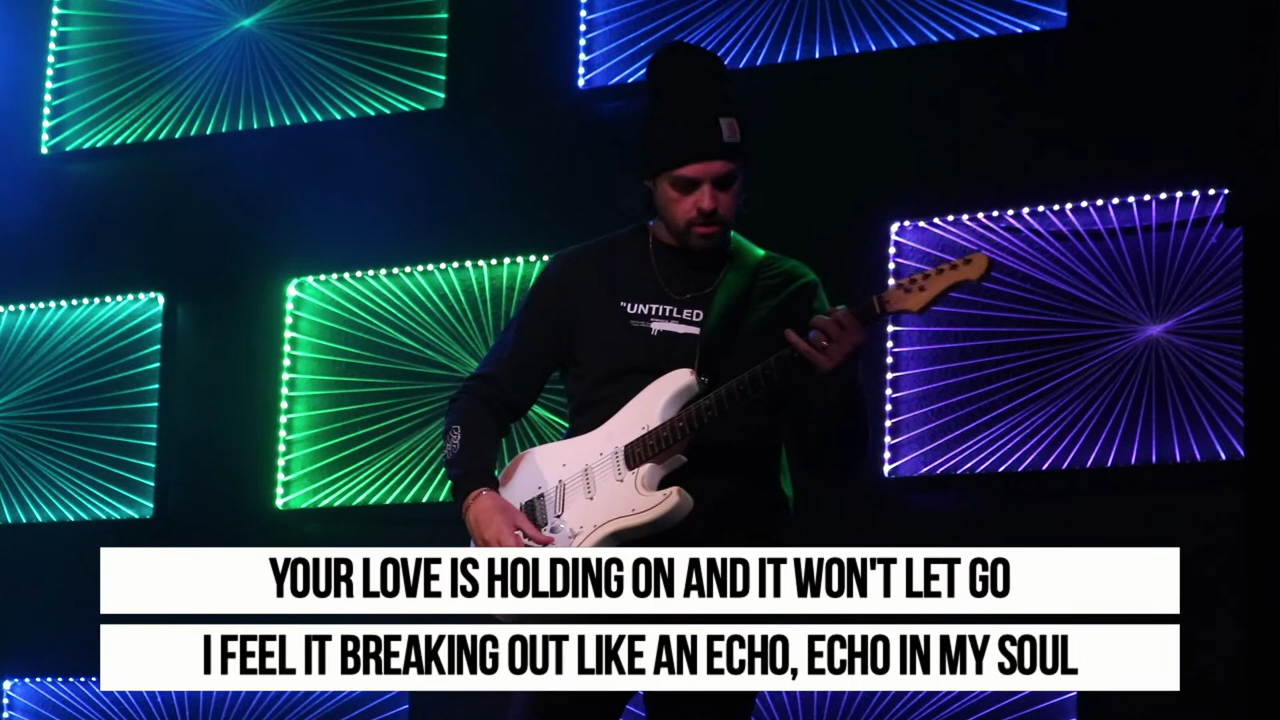 "UNTITLED
YOUR LOVE IS HOLDING ON AND IT WON'T LET GO
I FEEL IT BREAKING OUT LIKE AN ECHO, ECHO IN MY SOUL